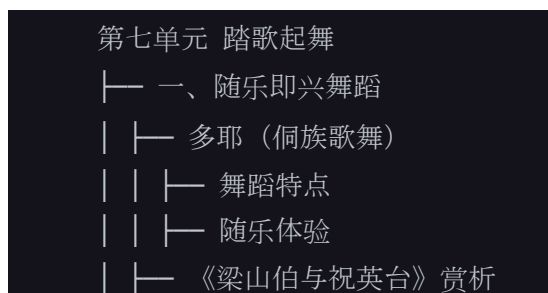 第七单元 踏歌起舞
├── 一、随乐即兴舞蹈
│ ├── 多耶 (侗族歌舞)
│ │ ├── 舞蹈特点
│ │ ├── 随乐体验
│ ├── 《梁山伯与祝英台》赏析